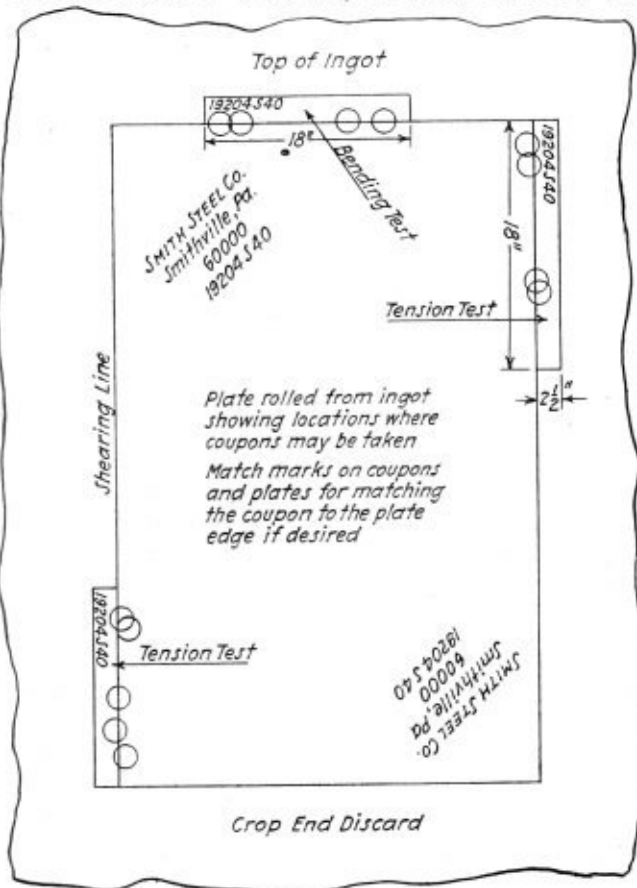 Top of Ingot
19204S40
18"
Bending Test
SMITH STEEL CO.
Smithville, Pa.
60000
19204S40
19204S40
18"
Tension Test
2½"
Shearing Line
Plate rolled from ingot
showing locations where
coupons may be taken
Match marks on coupons
and plates for matching
the coupon to the plate
edge if desired
19204S40
Tension Test
SMITH STEEL CO.
Smithville, Pa
60000
19204S40
Crop End Discard